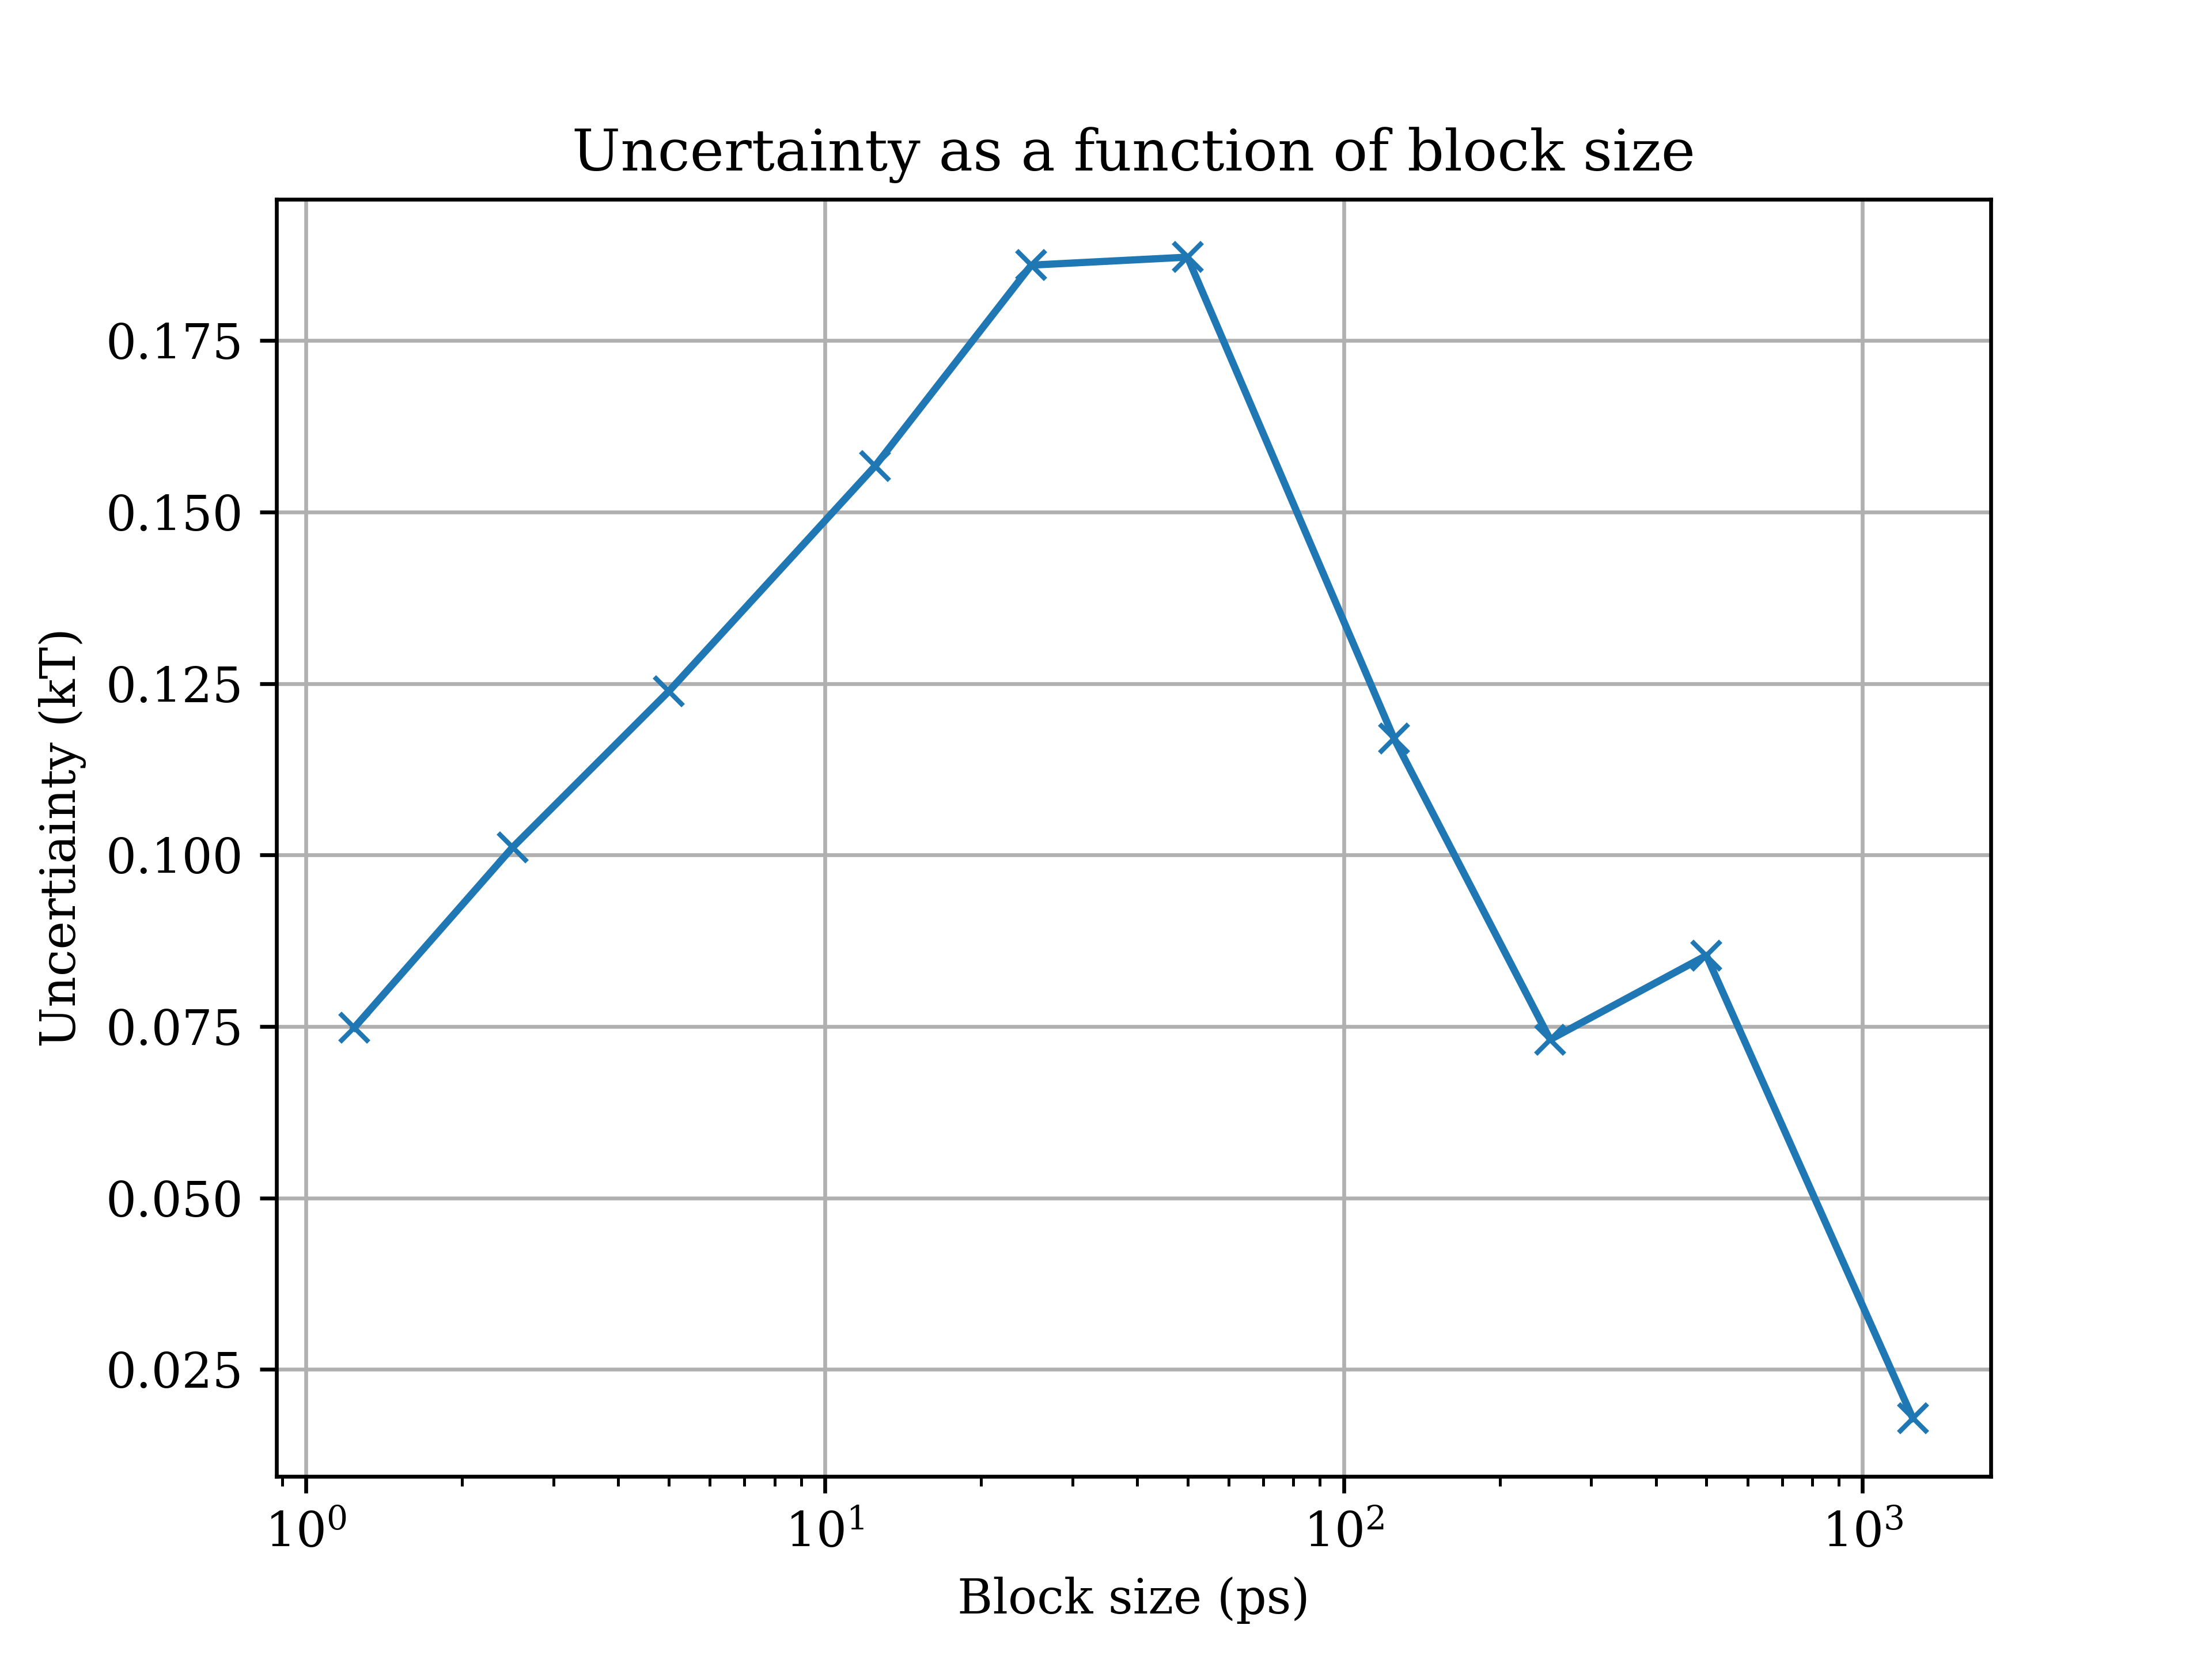 Uncertainty as a function of block size
0.175
0.150
0.125
0.100
0.075
0.050
0.025
Uncertiainty (kT)
10⁰ 10¹ 10² 10³
Block size (ps)